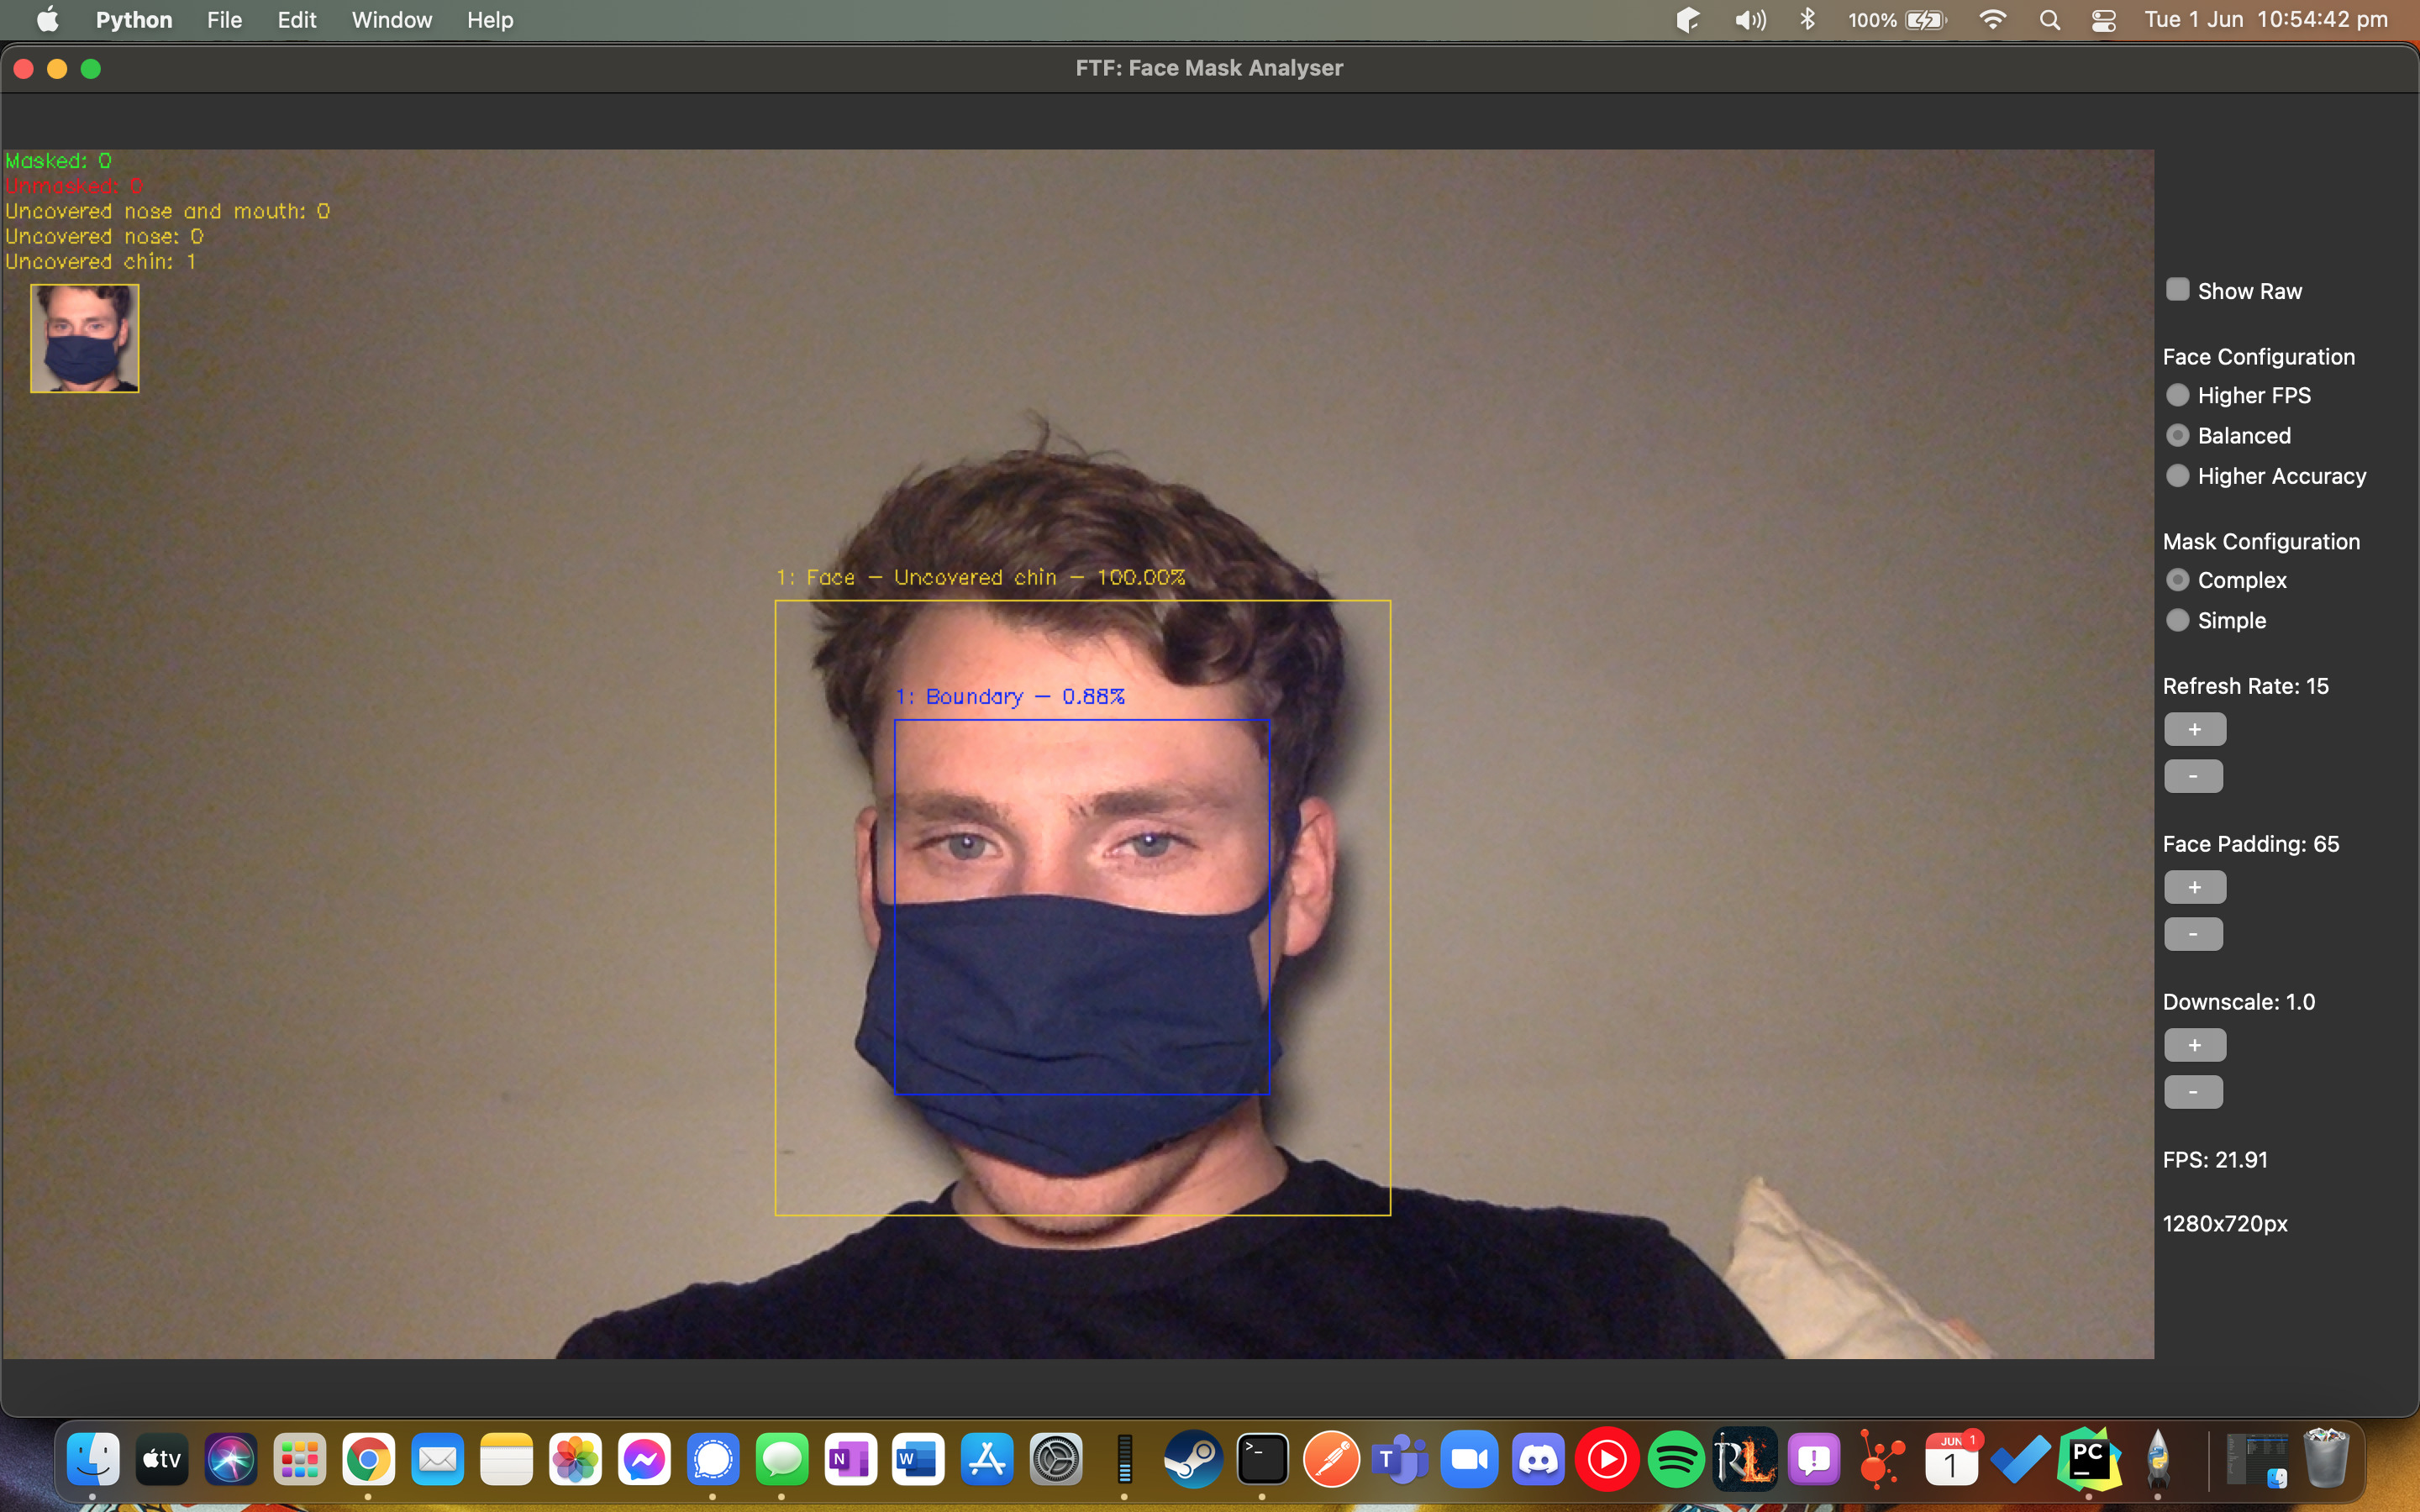 Python File Edit Window Help 100% Tue 1 Jun 10:54:42 pm
FTF: Face Mask Analyser
Masked: 0
Unmasked: 0
Uncovered nose and mouth: 0
Uncovered nose: 0
Uncovered chin: 1
1: Face - Uncovered chin - 100.00%
1: Boundary - 0.88%
Show Raw
Face Configuration
Higher FPS
Balanced
Higher Accuracy
Mask Configuration
Complex
Simple
Refresh Rate: 15
+
-
Face Padding: 65
+
-
Downscale: 1.0
+
-
FPS: 21.91
1280x720px
tv N W >_ T RL JUN 1 1 PC